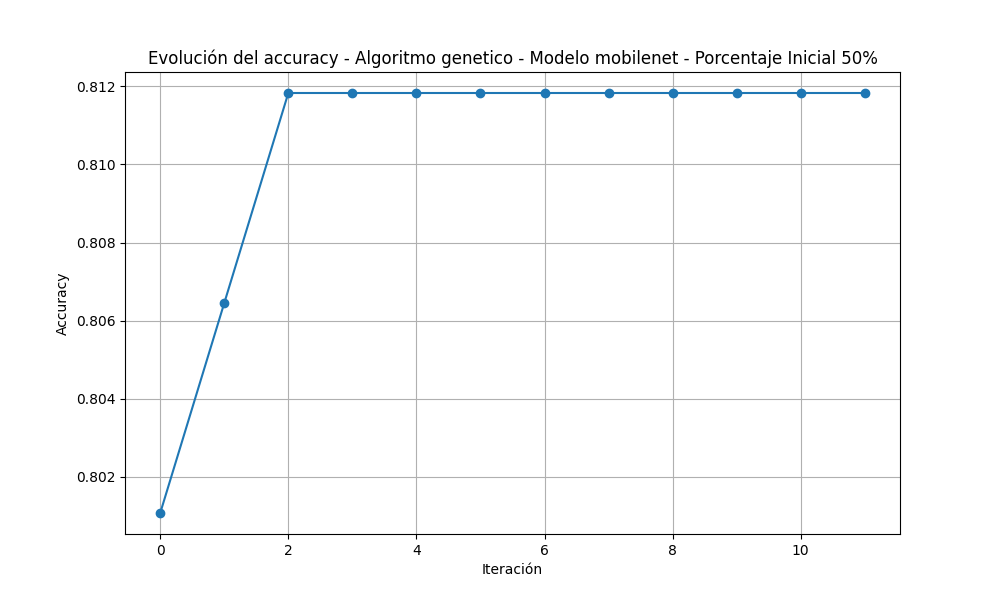 Evolución del accuracy - Algoritmo genetico - Modelo mobilenet - Porcentaje Inicial 50%
0.812
0.810
0.808
0.806
0.804
0.802
Accuracy
0 2 4 6 8 10
Iteración